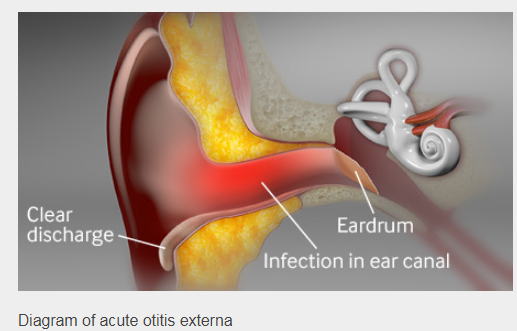 Clear
discharge
Eardrum
Infection in ear canal
Diagram of acute otitis externa